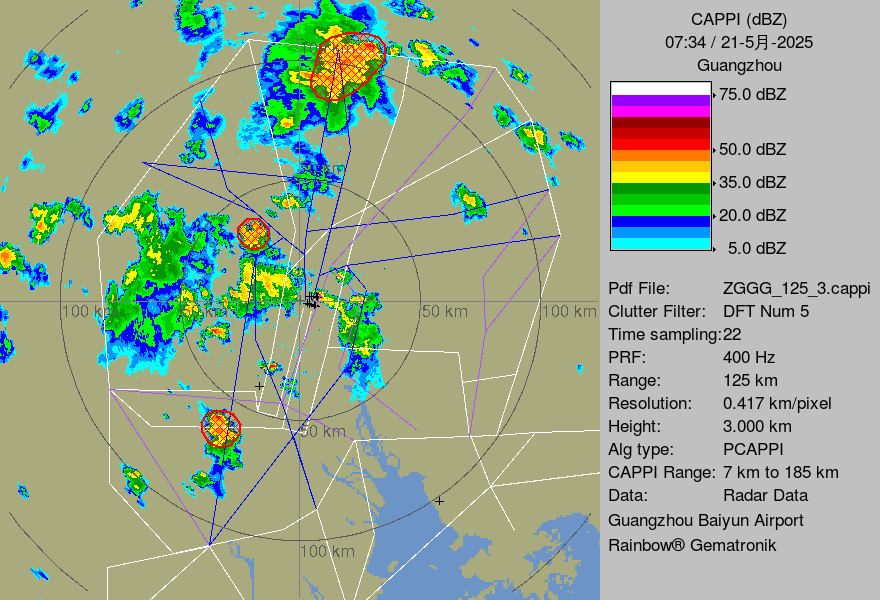 CAPPI (dBZ)
07:34 / 21-5月-2025
Guangzhou
75.0 dBZ
50.0 dBZ
35.0 dBZ
20.0 dBZ
5.0 dBZ
Pdf File: ZGGG_125_3.cappi
Clutter Filter: DFT Num 5
Time sampling:22
PRF: 400 Hz
Range: 125 km
Resolution: 0.417 km/pixel
Height: 3.000 km
Alg type: PCAPPI
CAPPI Range: 7 km to 185 km
Data: Radar Data
Guangzhou Baiyun Airport
Rainbow® Gematronik
100 km
50 km
100 km
50 km
100 km